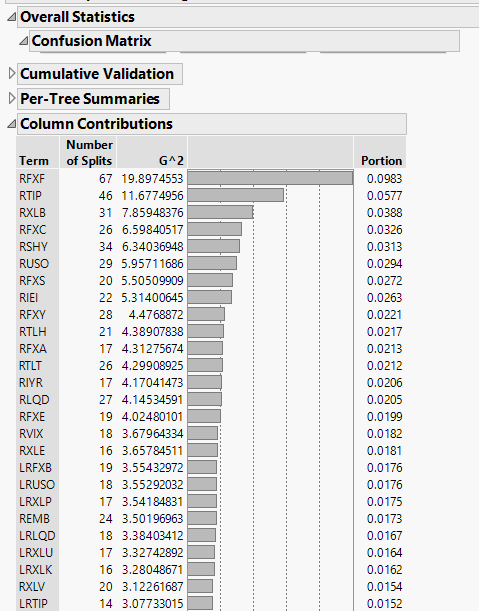 Overall Statistics
Confusion Matrix
Cumulative Validation
Per-Tree Summaries
Column Contributions
Term Number of Splits G^2 Portion
RFXF 67 19.8974553 0.0983
RTIP 46 11.6774956 0.0577
RXLB 31 7.85948376 0.0388
RFXC 26 6.59840517 0.0326
RSHY 34 6.34036948 0.0313
RUSO 29 5.95711686 0.0294
RFXS 20 5.50509909 0.0272
RIEI 22 5.31400645 0.0263
RFXY 28 4.4768872 0.0221
RTLH 21 4.38907838 0.0217
RFXA 17 4.31275674 0.0213
RTLT 26 4.29908925 0.0212
RIYR 17 4.17041473 0.0206
RLQD 27 4.14534591 0.0205
RFXE 19 4.02480101 0.0199
RVIX 18 3.67964334 0.0182
RXLE 16 3.65784511 0.0181
LRFXB 19 3.55432972 0.0176
LRUSO 18 3.55292032 0.0176
LRXLP 17 3.54184831 0.0175
REMB 24 3.50196963 0.0173
LRLQD 18 3.38403412 0.0167
LRXLU 17 3.32742892 0.0164
LRXLK 16 3.28048671 0.0162
RXLV 20 3.12261687 0.0154
LRTIP 14 3.07733015 0.0152